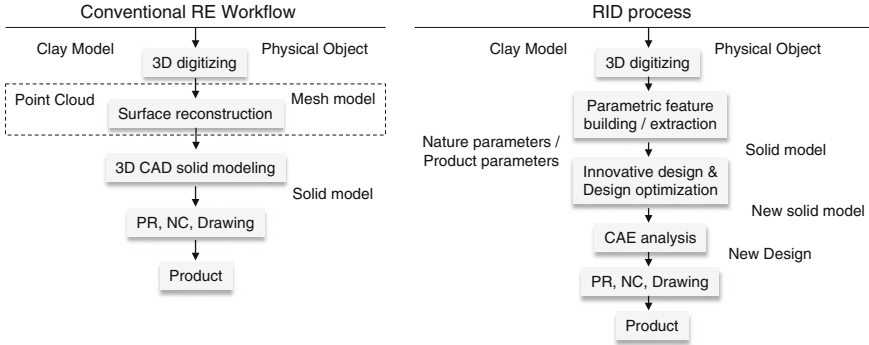 Conventional RE Workflow
Clay Model
Physical Object
3D digitizing
Point Cloud
Mesh model
Surface reconstruction
3D CAD solid modeling
Solid model
PR, NC, Drawing
Product
RID process
Clay Model
Physical Object
3D digitizing
Parametric feature
building / extraction
Nature parameters /
Product parameters
Solid model
Innovative design &
Design optimization
New solid model
CAE analysis
New Design
PR, NC, Drawing
Product